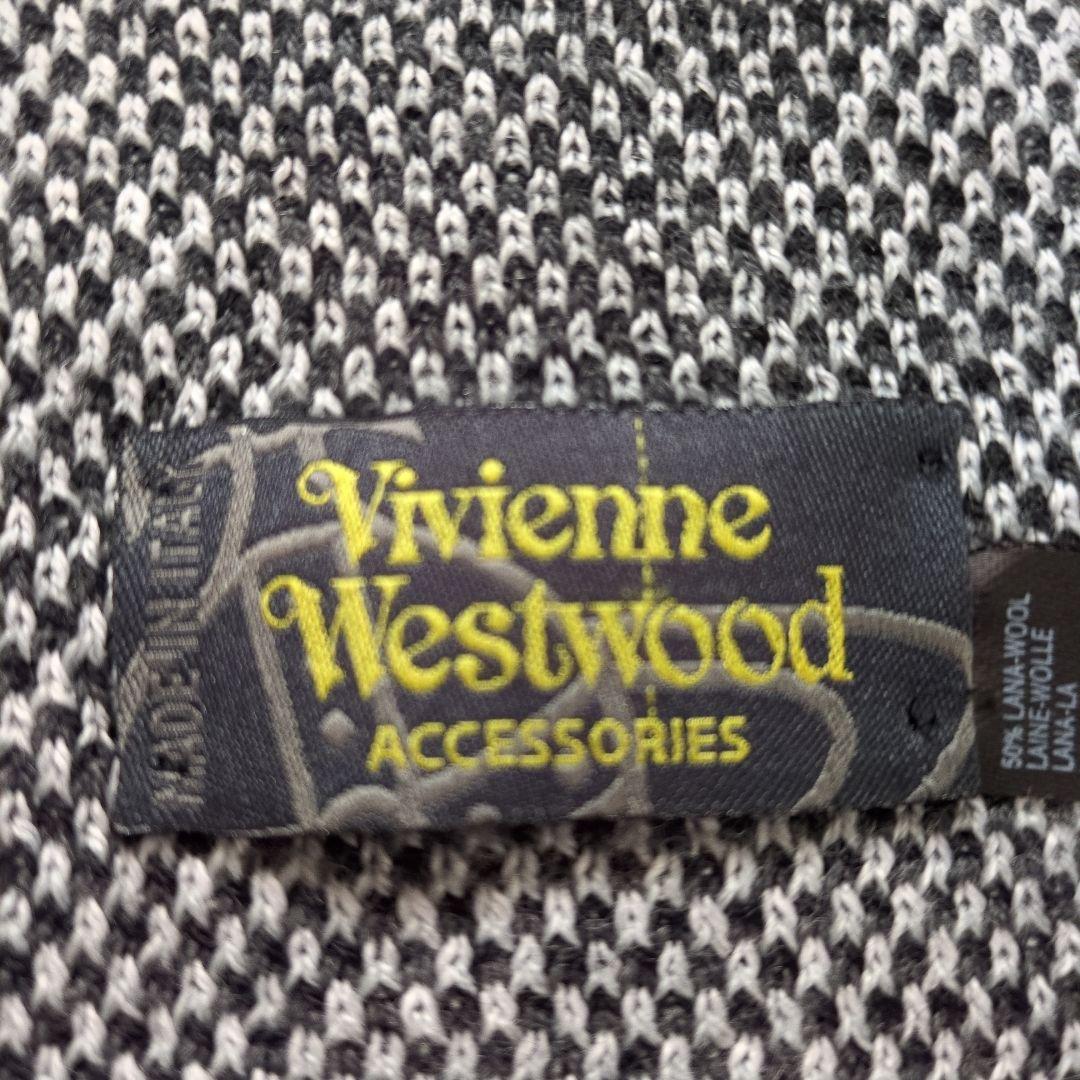 MADE IN ITALY
Vivienne
Westwood
ACCESSORIES
50% LANA-WOOL
LAINE-WOLLE
LANA-LA